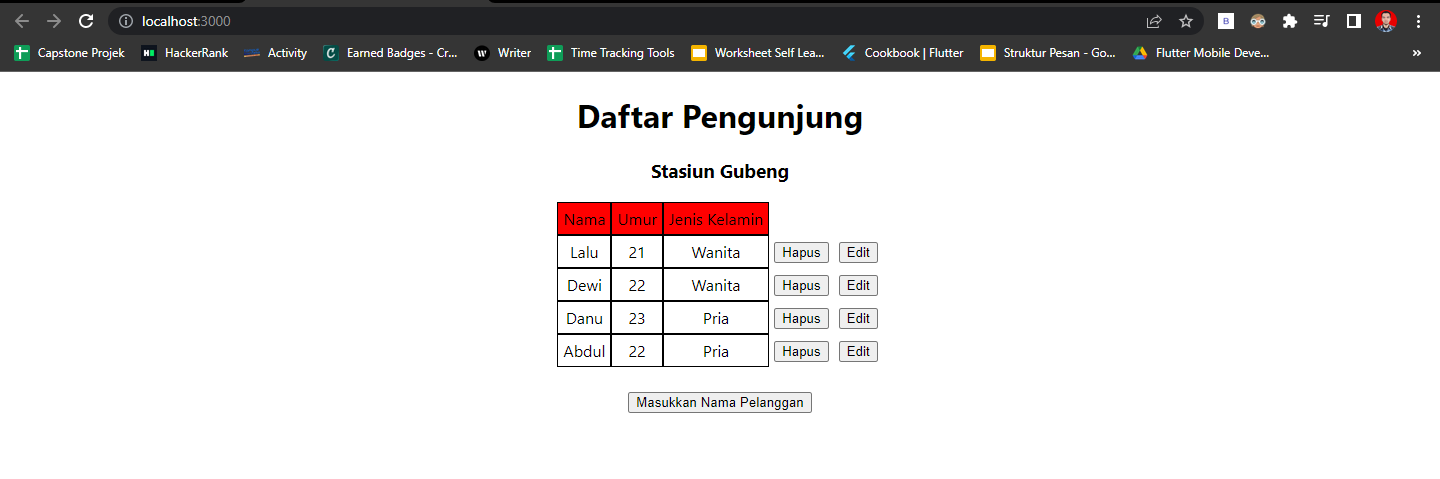 localhost:3000
Capstone Projek HackerRank Activity Earned Badges - Cr... Writer Time Tracking Tools Worksheet Self Lea... Cookbook | Flutter Struktur Pesan - Go... Flutter Mobile Deve... »
Daftar Pengunjung
Stasiun Gubeng
Nama Umur Jenis Kelamin
Lalu 21 Wanita Hapus Edit
Dewi 22 Wanita Hapus Edit
Danu 23 Pria Hapus Edit
Abdul 22 Pria Hapus Edit
Masukkan Nama Pelanggan